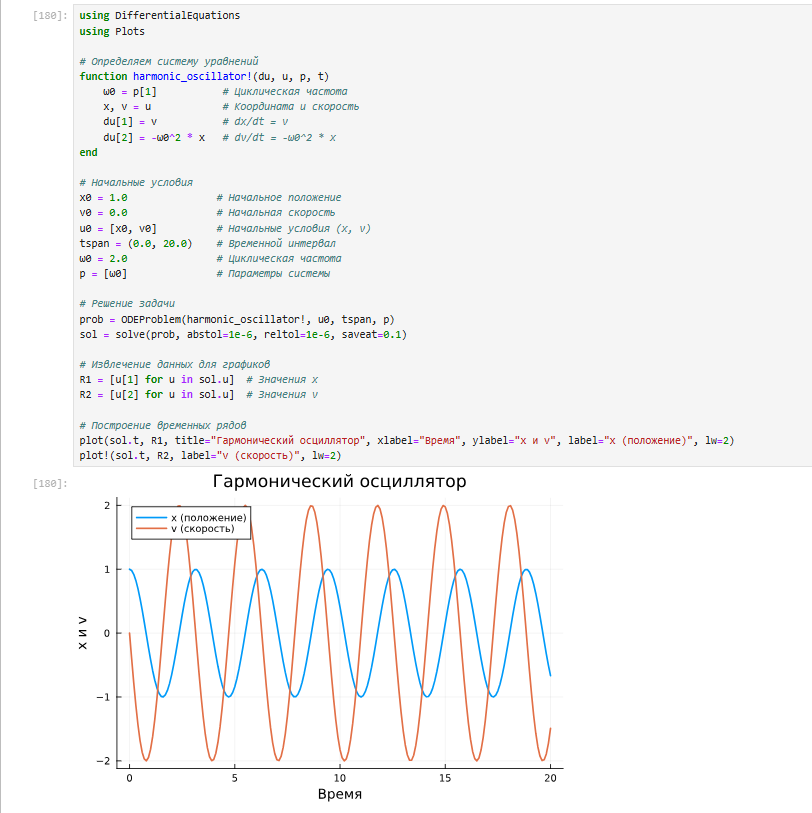 [180]:
using DifferentialEquations
using Plots
# Определяем систему уравнений
function harmonic_oscillator!(du, u, p, t)
    ω0 = p[1]           # Циклическая частота
    x, v = u            # Координата и скорость
    du[1] = v           # dx/dt = v
    du[2] = -ω0^2 * x   # dv/dt = -ω0^2 * x
end
# Начальные условия
x0 = 1.0               # Начальное положение
v0 = 0.0               # Начальная скорость
u0 = [x0, v0]          # Начальные условия (x, v)
tspan = (0.0, 20.0)    # Временной интервал
ω0 = 2.0               # Циклическая частота
p = [ω0]               # Параметры системы
# Решение задачи
prob = ODEProblem(harmonic_oscillator!, u0, tspan, p)
sol = solve(prob, abstol=1e-6, reltol=1e-6, saveat=0.1)
# Извлечение данных для графиков
R1 = [u[1] for u in sol.u]  # Значения x
R2 = [u[2] for u in sol.u]  # Значения v
# Построение временных рядов
plot(sol.t, R1, title="Гармонический осциллятор", xlabel="Время", ylabel="x и v", label="x (положение)", lw=2)
plot!(sol.t, R2, label="v (скорость)", lw=2)
[180]:
Гармонический осциллятор
x (положение)
v (скорость)
x и v
2
1
0
−1
−2
0 5 10 15 20
Время